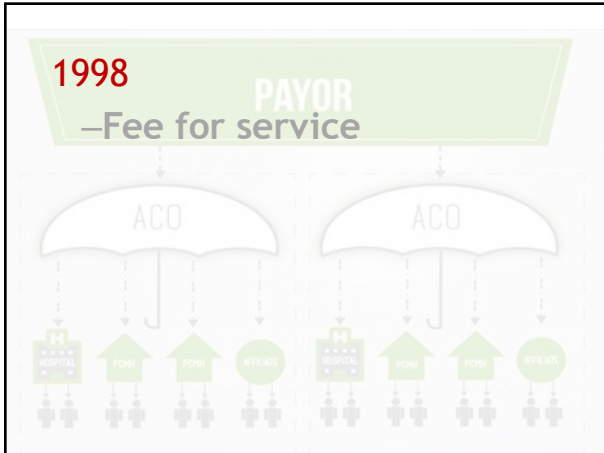 1998
PAYOR
–Fee for service
ACO ACO
HOSPITAL PCMH PCMH AFFILIATE HOSPITAL PCMH PCMH AFFILIATE